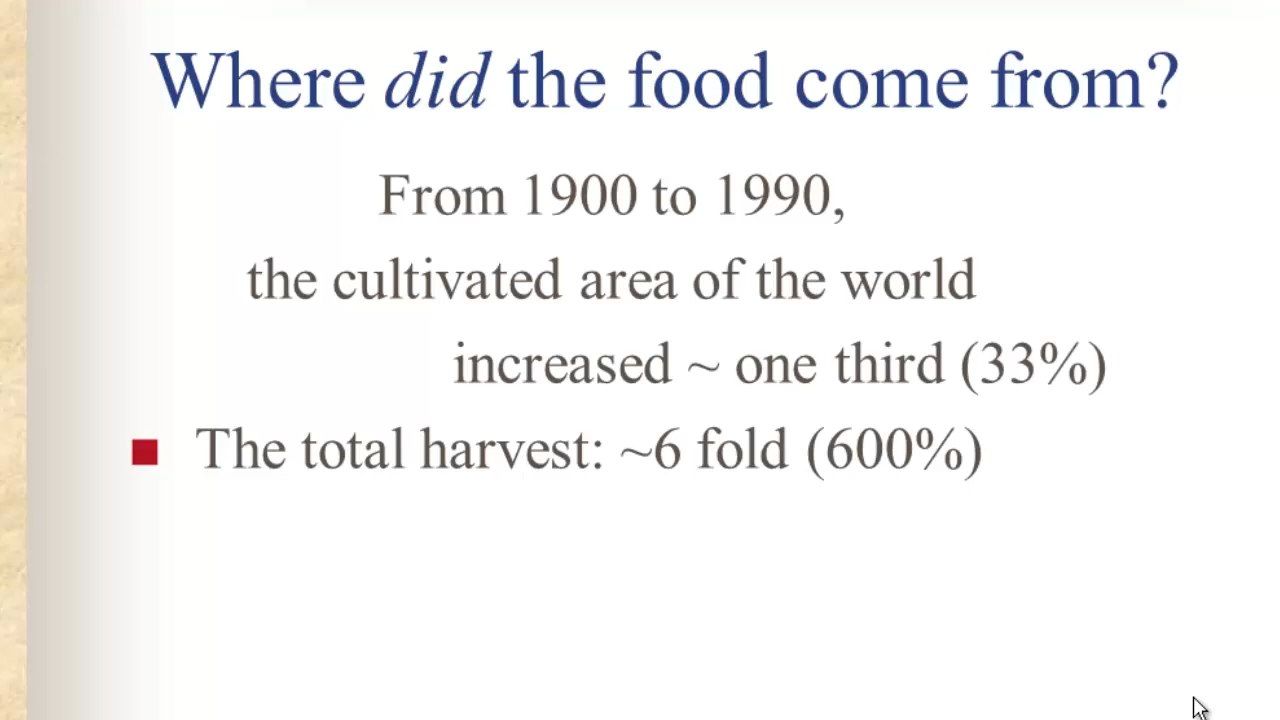 Where did the food come from?
From 1900 to 1990,
the cultivated area of the world
increased ~ one third (33%)
The total harvest: ~6 fold (600%)